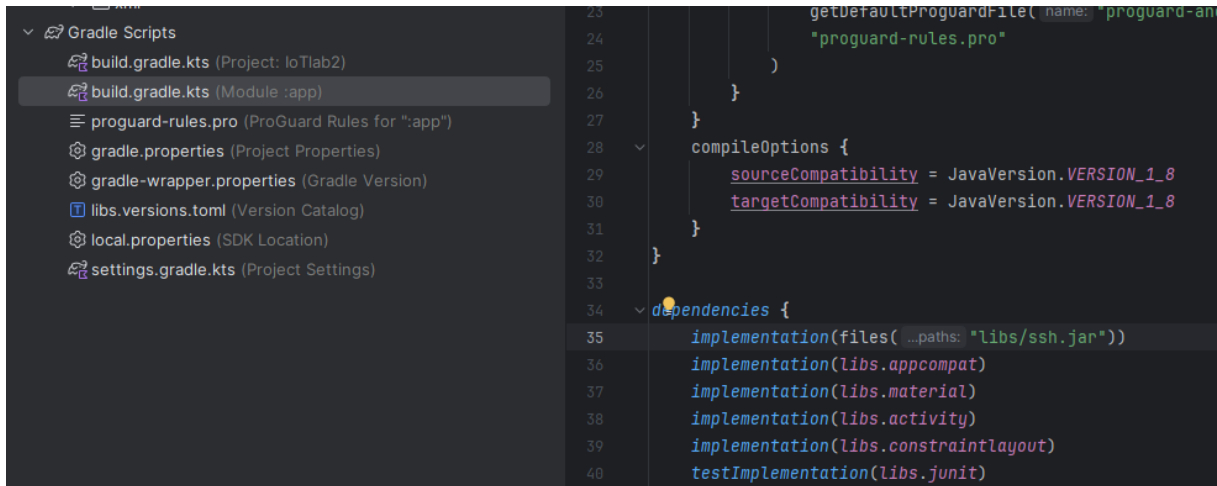 Gradle Scripts
build.gradle.kts (Project: IoTlab2)
build.gradle.kts (Module :app)
proguard-rules.pro (ProGuard Rules for ":app")
gradle.properties (Project Properties)
gradle-wrapper.properties (Gradle Version)
libs.versions.toml (Version Catalog)
local.properties (SDK Location)
settings.gradle.kts (Project Settings)
23 getDefaultProguardFile( name: "proguard-an
24 "proguard-rules.pro"
25 )
26 }
27 }
28 compileOptions {
29 sourceCompatibility = JavaVersion.VERSION_1_8
30 targetCompatibility = JavaVersion.VERSION_1_8
31 }
32 }
33
34 dependencies {
35 implementation(files( ...paths: "libs/ssh.jar"))
36 implementation(libs.appcompat)
37 implementation(libs.material)
38 implementation(libs.activity)
39 implementation(libs.constraintlayout)
40 testImplementation(libs.junit)